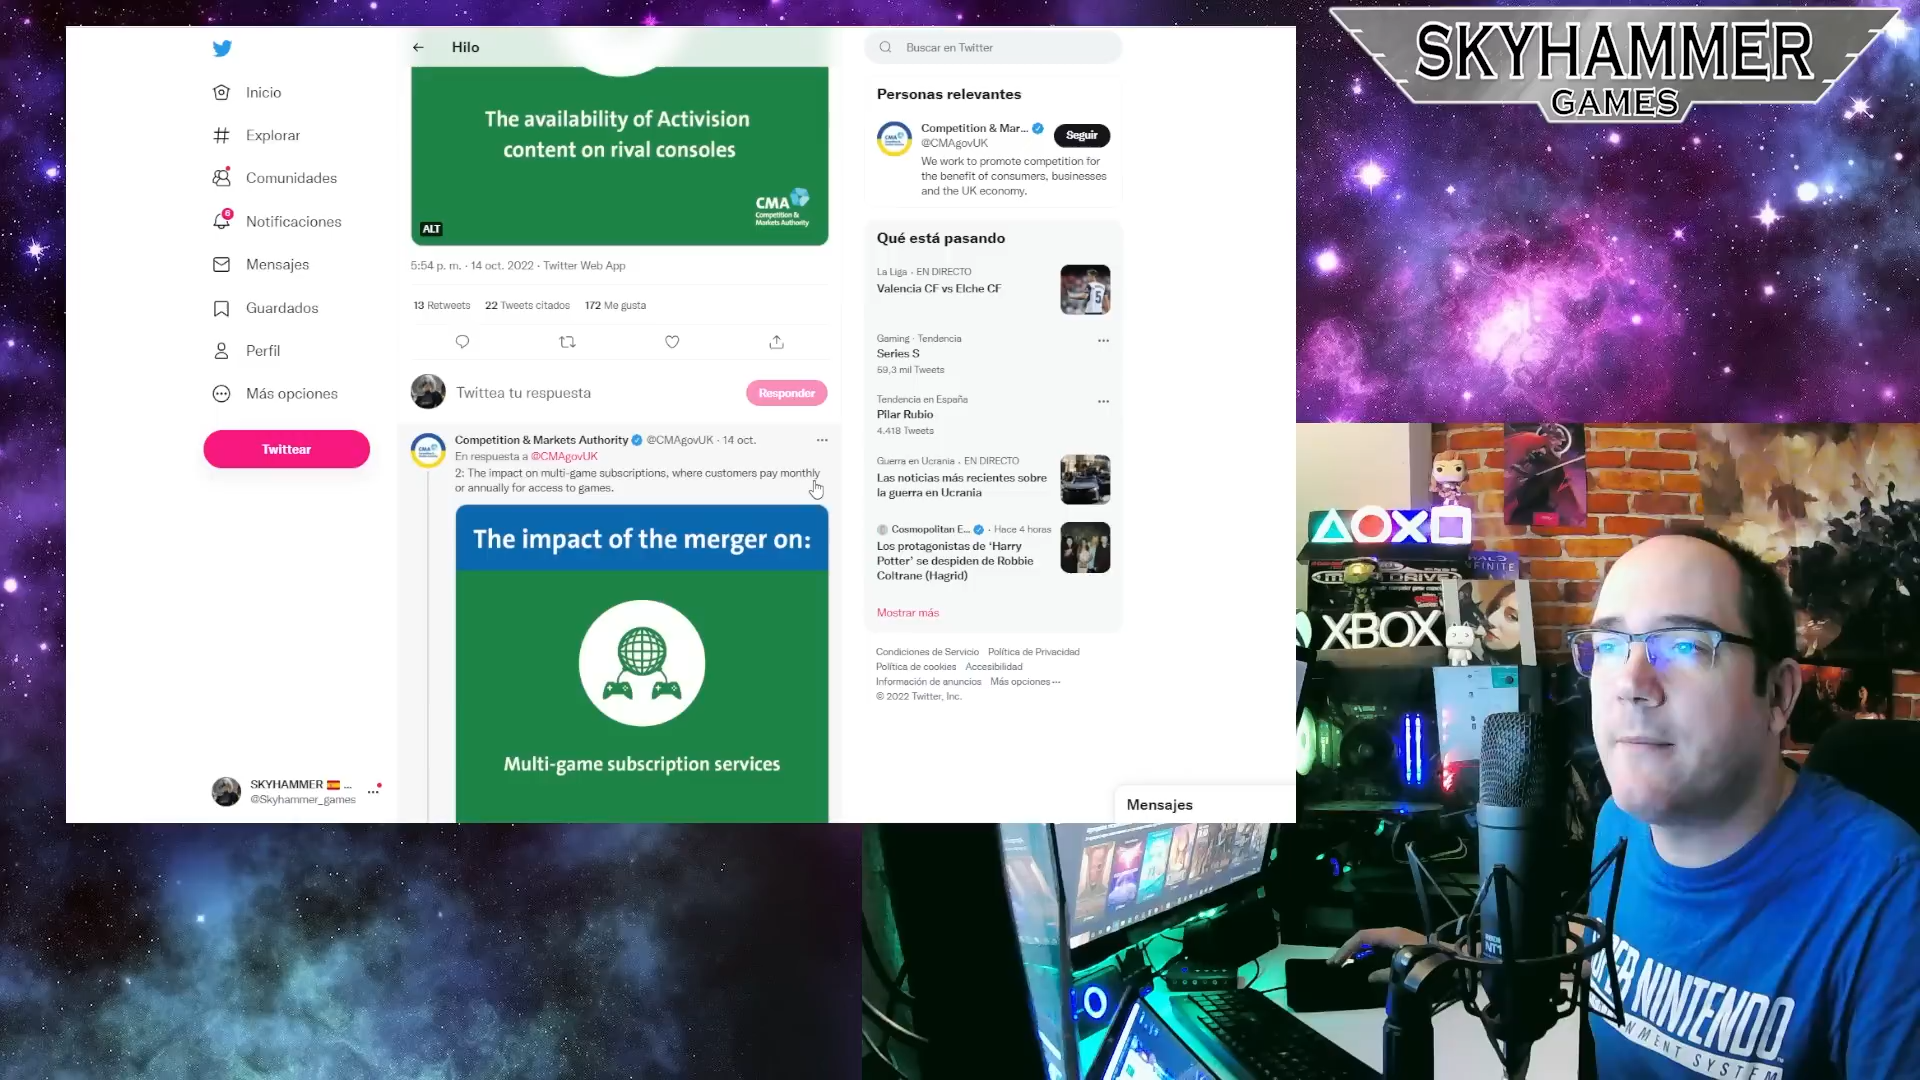 SKYHAMMER
GAMES
Hilo
Inicio
Explorar
Comunidades
6
Notificaciones
Mensajes
Guardados
Perfil
Más opciones
Twittear
SKYHAMMER 🇪🇸 ...
@Skyhammer_games
The availability of Activision
content on rival consoles
CMA
Competition &
Markets Authority
ALT
5:54 p. m. · 14 oct. 2022 · Twitter Web App
13 Retweets 22 Tweets citados 172 Me gusta
Twittea tu respuesta
Responder
Competition & Markets Authority @CMAgovUK · 14 oct.
En respuesta a @CMAgovUK
2: The impact on multi-game subscriptions, where customers pay monthly
or annually for access to games.
The impact of the merger on:
Multi-game subscription services
Buscar en Twitter
Personas relevantes
Competition & Mar...
@CMAgovUK
Seguir
We work to promote competition for
the benefit of consumers, businesses
and the UK economy.
Qué está pasando
La Liga · EN DIRECTO
Valencia CF vs Elche CF
Gaming · Tendencia
Series S
59,3 mil Tweets
Tendencia en España
Pilar Rubio
4.418 Tweets
Guerra en Ucrania · EN DIRECTO
Las noticias más recientes sobre
la guerra en Ucrania
Cosmopolitan E... · Hace 4 horas
Los protagonistas de ‘Harry
Potter’ se despiden de Robbie
Coltrane (Hagrid)
Mostrar más
Condiciones de Servicio Política de Privacidad
Política de cookies Accesibilidad
Información de anuncios Más opciones ···
© 2022 Twitter, Inc.
Mensajes
HALO
INFINITE
DRIVE
XBOX
NT1
SUPER NINTENDO